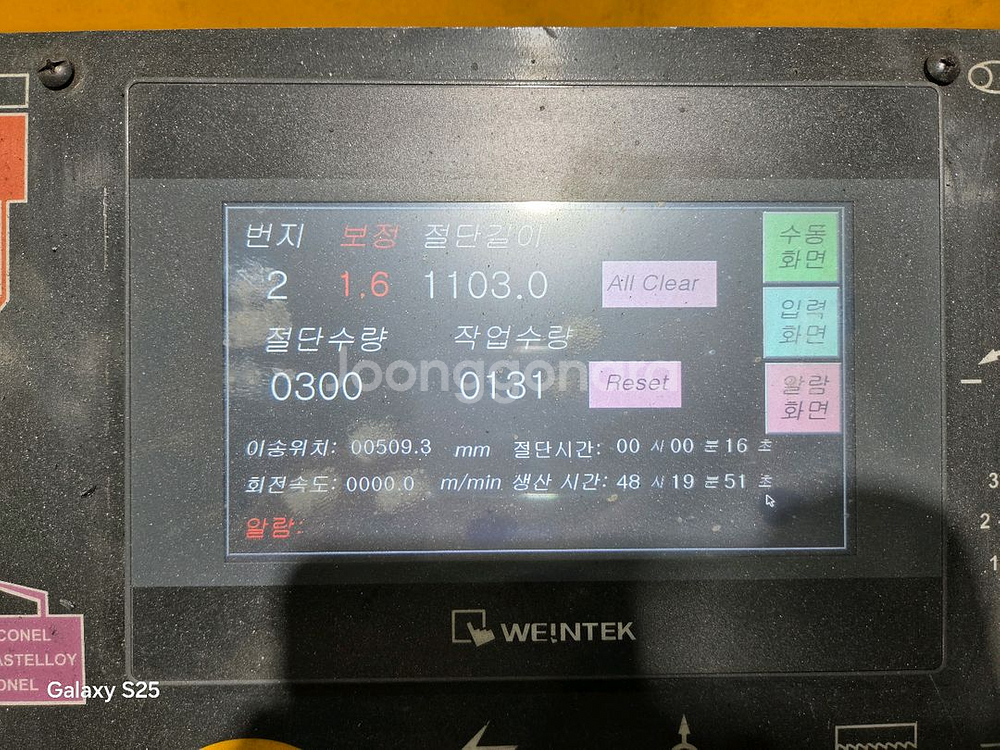 번지 보정 절단길이
2 1.6 1103.0 All Clear
수동
화면
입력
화면
알람
화면
절단수량 작업수량
0300 0131 Reset
Joonggonara
이송위치: 00509.3 mm 절단시간: 00 시 00 분 16 초
회전속도: 0000.0 m/min 생산 시간: 48 시 19 분 51 초
알람:
WEINTEK
3
2
1
CONEL
ASTELLOY
ONEL
Galaxy S25